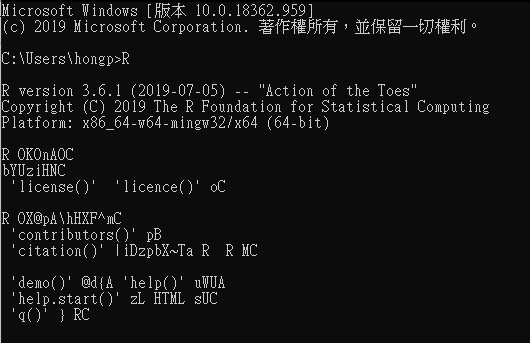 Microsoft Windows [版本 10.0.18362.959]
(c) 2019 Microsoft Corporation. 著作權所有，並保留一切權利。
C:\Users\hongp>R
R version 3.6.1 (2019-07-05) -- "Action of the Toes"
Copyright (C) 2019 The R Foundation for Statistical Computing
Platform: x86_64-w64-mingw32/x64 (64-bit)
R OKOnAOC
bYUziHNC
'license()'  'licence()' oC
R OX@pA\hHXF^mC
'contributors()' pB
'citation()' |iDzpbX~Ta R  R MC
'demo()' @d{A 'help()' uWUA
'help.start()' zL HTML sUC
'q()' } RC